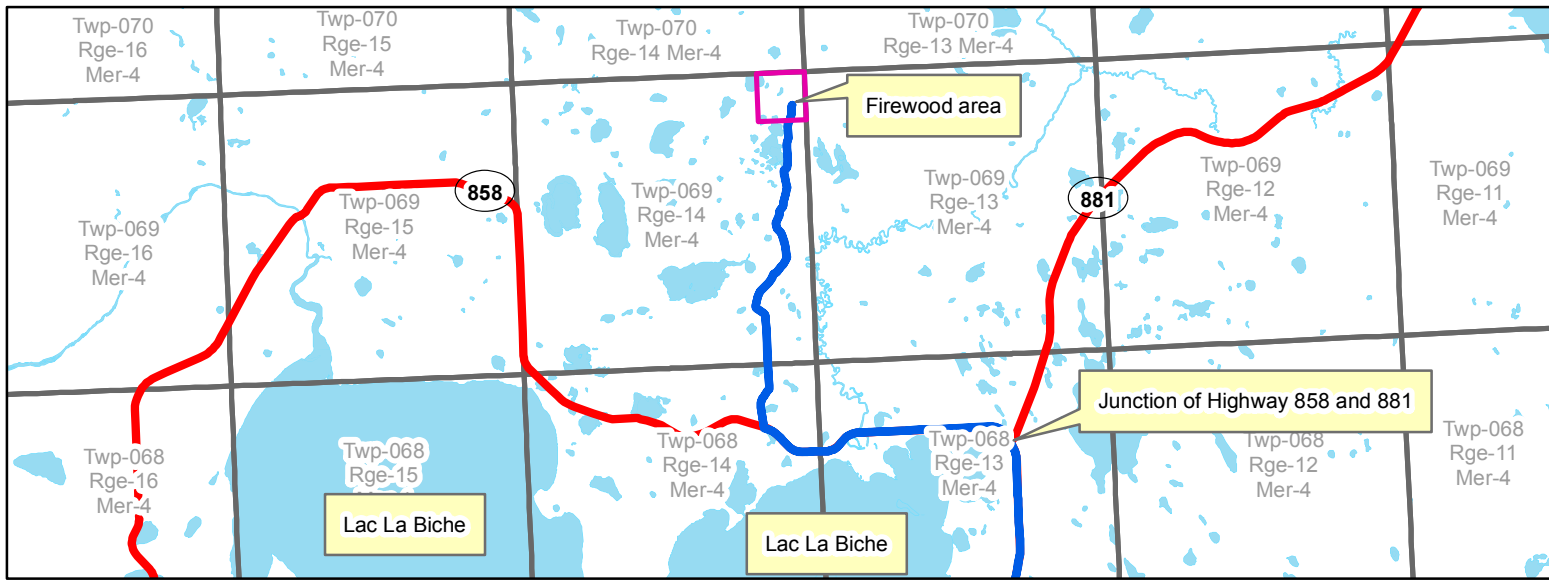 Twp-070
Rge-16
Mer-4
Twp-070
Rge-15
Mer-4
Twp-070
Rge-14 Mer-4
Twp-070
Rge-13 Mer-4
Firewood area
858
881
Twp-069
Rge-16
Mer-4
Twp-069
Rge-15
Mer-4
Twp-069
Rge-14
Mer-4
Twp-069
Rge-13
Mer-4
Twp-069
Rge-12
Mer-4
Twp-069
Rge-11
Mer-4
Junction of Highway 858 and 881
Twp-068
Rge-16
Mer-4
Twp-068
Rge-15
Twp-068
Rge-14
Mer-4
Twp-068
Rge-13
Mer-4
Twp-068
Rge-12
Mer-4
Twp-068
Rge-11
Mer-4
Lac La Biche
Lac La Biche